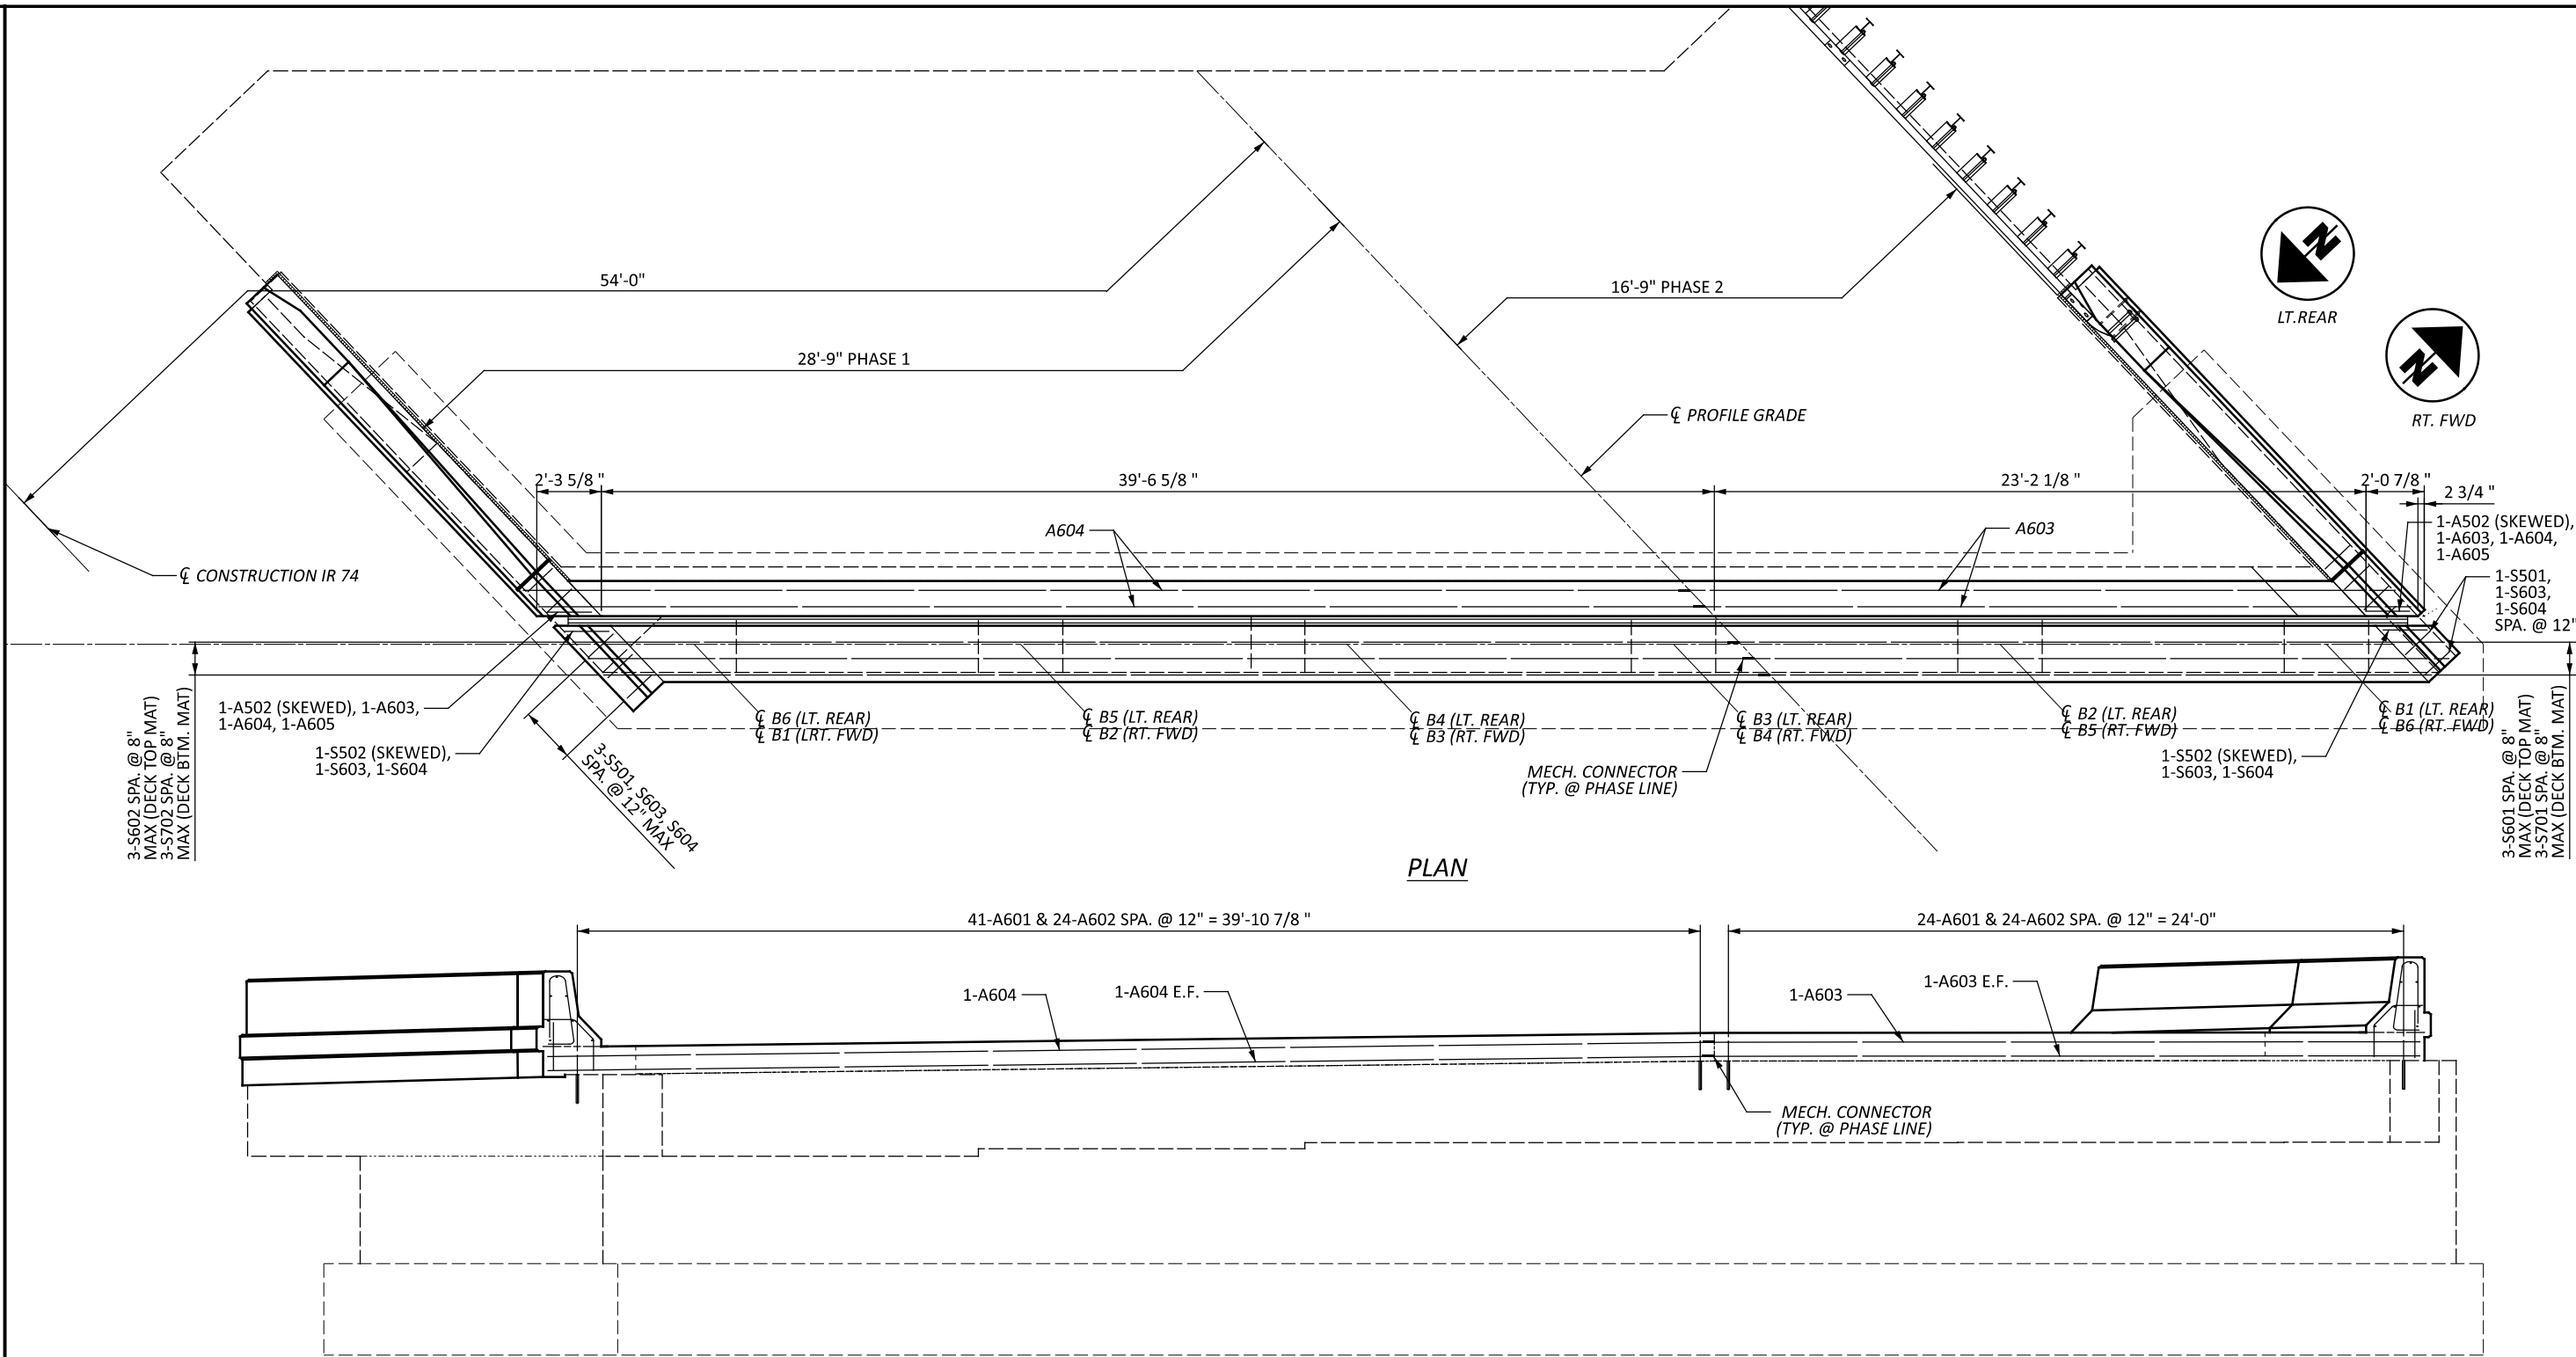 54'-0"
16'-9" PHASE 2
N
LT.REAR
28'-9" PHASE 1
N
RT. FWD
℄ PROFILE GRADE
2'-3 5/8 "
39'-6 5/8 "
23'-2 1/8 "
2'-0 7/8 "
2 3/4 "
A604
A603
1-A502 (SKEWED),
1-A603, 1-A604,
1-A605
℄ CONSTRUCTION IR 74
1-S501,
1-S603,
1-S604
SPA. @ 12"
1-A502 (SKEWED), 1-A603,
1-A604, 1-A605
1-S502 (SKEWED),
1-S603, 1-S604
3-S602 SPA. @ 8"
MAX (DECK TOP MAT)
3-S702 SPA. @ 8"
MAX (DECK BTM. MAT)
3-S501, S603, S604
SPA. @ 12" MAX
℄ B6 (LT. REAR)
℄ B1 (LRT. FWD)
℄ B5 (LT. REAR)
℄ B2 (RT. FWD)
℄ B4 (LT. REAR)
℄ B3 (RT. FWD)
℄ B3 (LT. REAR)
℄ B4 (RT. FWD)
℄ B2 (LT. REAR)
℄ B5 (RT. FWD)
℄ B1 (LT. REAR)
℄ B6 (RT. FWD)
MECH. CONNECTOR
(TYP. @ PHASE LINE)
1-S502 (SKEWED),
1-S603, 1-S604
3-S601 SPA. @ 8"
MAX (DECK TOP MAT)
3-S701 SPA. @ 8"
MAX (DECK BTM. MAT)
PLAN
41-A601 & 24-A602 SPA. @ 12" = 39'-10 7/8 "
24-A601 & 24-A602 SPA. @ 12" = 24'-0"
1-A604
1-A604 E.F.
1-A603
1-A603 E.F.
MECH. CONNECTOR
(TYP. @ PHASE LINE)